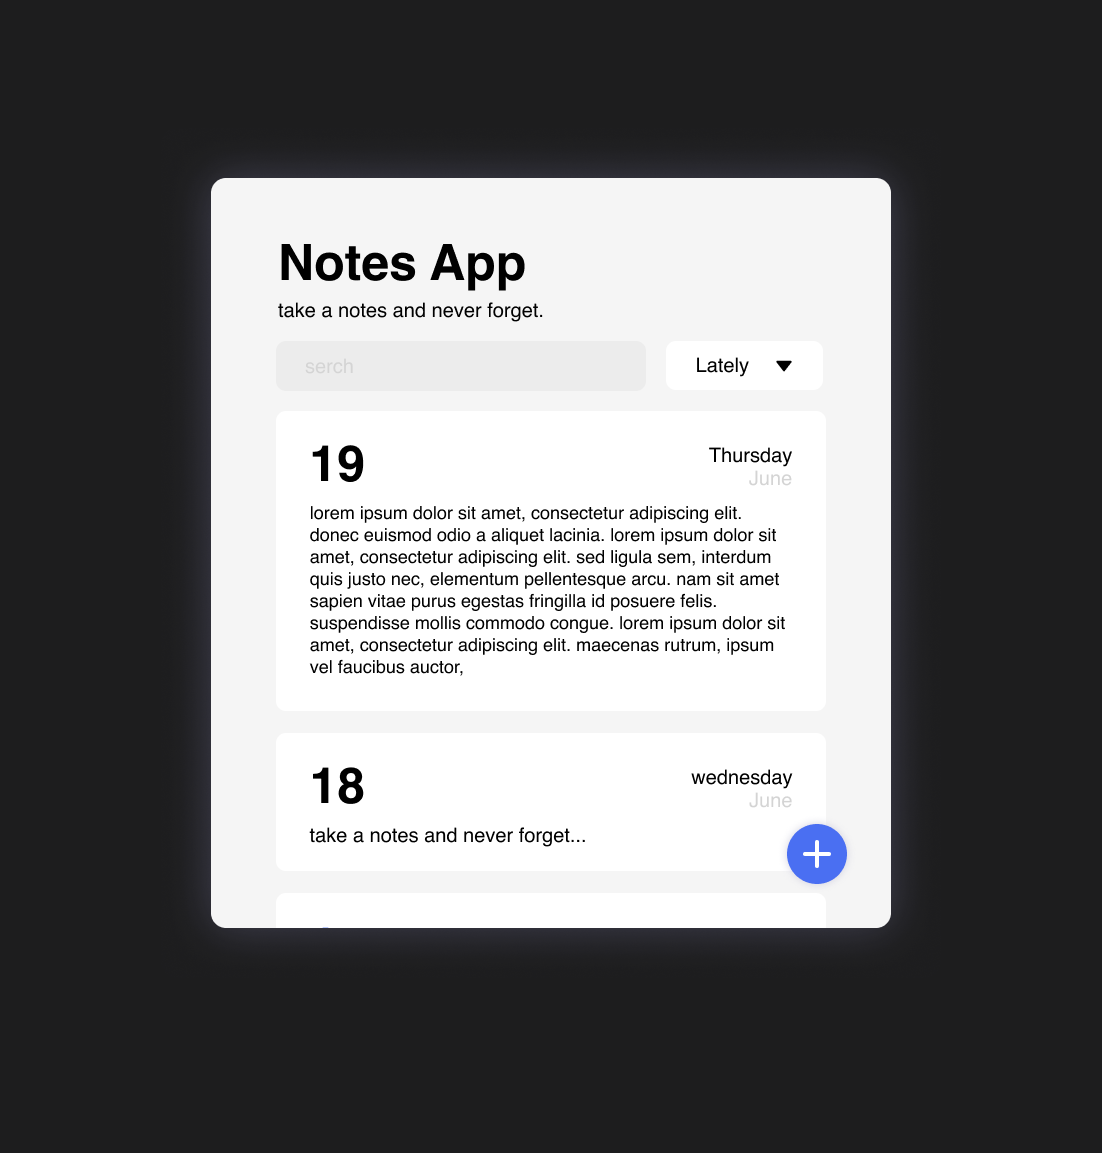 Notes App
take a notes and never forget.
serch
Lately
19
Thursday
June
lorem ipsum dolor sit amet, consectetur adipiscing elit.
donec euismod odio a aliquet lacinia. lorem ipsum dolor sit
amet, consectetur adipiscing elit. sed ligula sem, interdum
quis justo nec, elementum pellentesque arcu. nam sit amet
sapien vitae purus egestas fringilla id posuere felis.
suspendisse mollis commodo congue. lorem ipsum dolor sit
amet, consectetur adipiscing elit. maecenas rutrum, ipsum
vel faucibus auctor,
18
wednesday
June
take a notes and never forget...